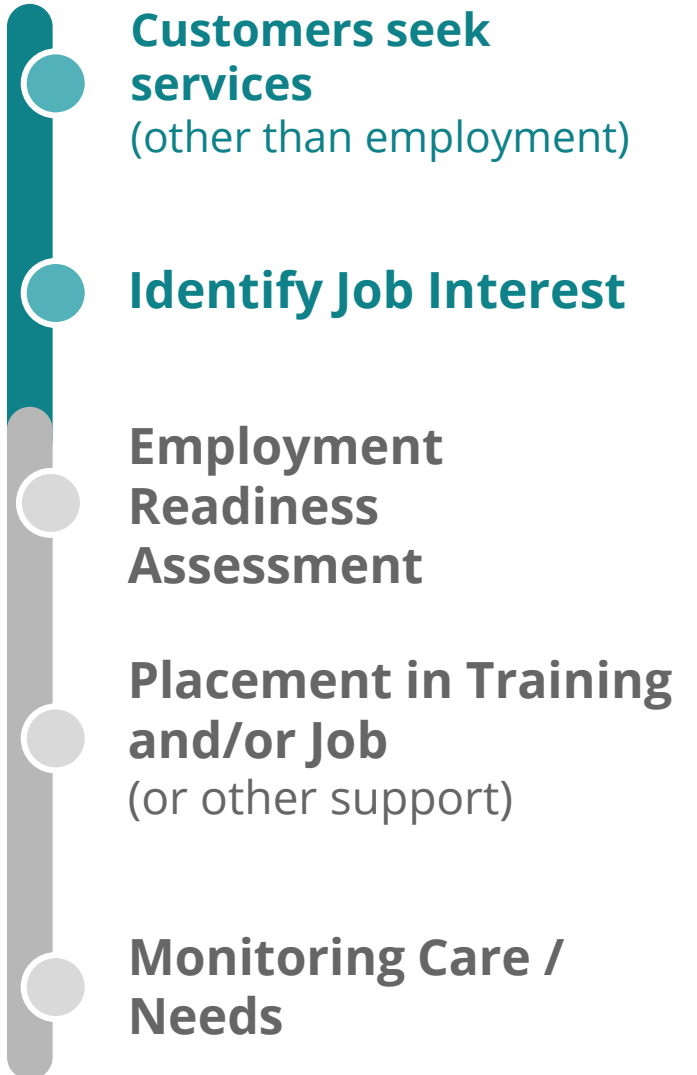 Customers seek
services
(other than employment)
Identify Job Interest
Employment
Readiness
Assessment
Placement in Training
and/or Job
(or other support)
Monitoring Care /
Needs